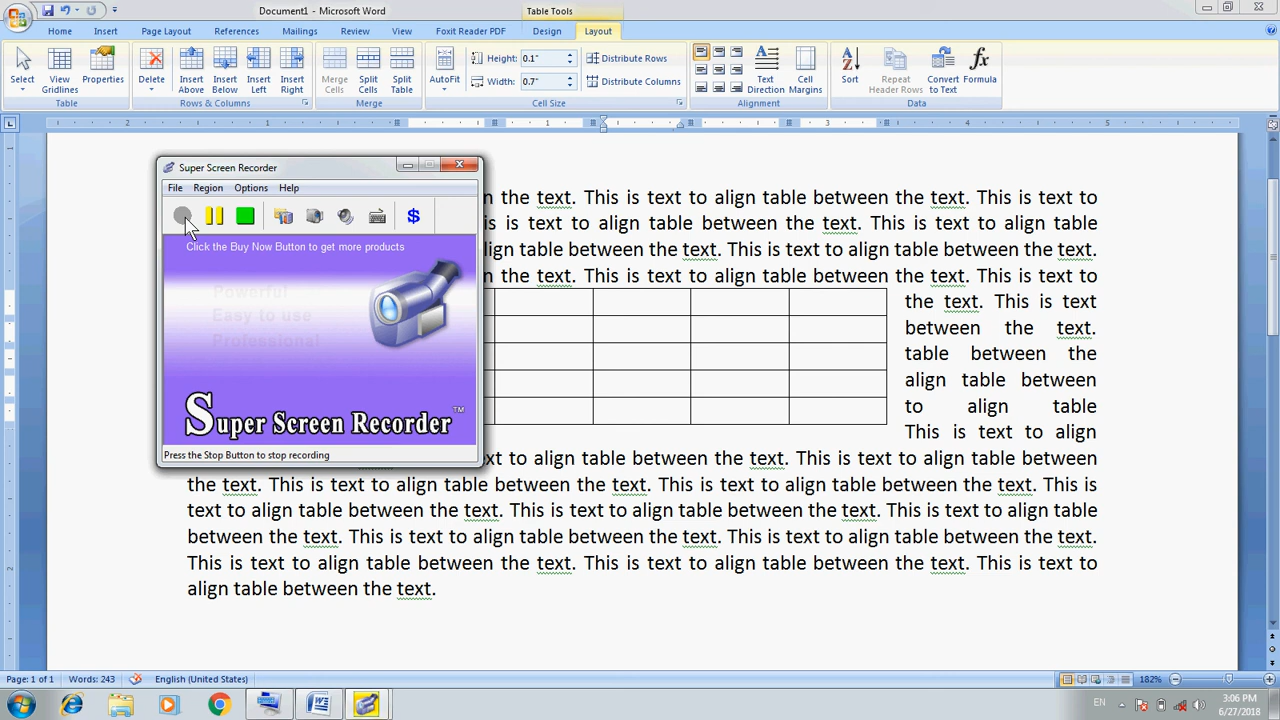 Document1 - Microsoft Word
Table Tools
Home Insert Page Layout References Mailings Review View Foxit Reader PDF Design Layout
Select
View Gridlines
Properties
Delete
Insert Above
Insert Below
Insert Left
Insert Right
Merge Cells
Split Cells
Split Table
AutoFit
Height: 0.1"
Width: 0.7"
Distribute Rows
Distribute Columns
Text Direction
Cell Margins
Sort
Repeat Header Rows
Convert to Text
Formula
Table Rows & Columns Merge Cell Size Alignment Data
2 1 1 3 4 5
Super Screen Recorder
File Region Options Help
$
Click the Buy Now Button to get more products
Powerful
Easy to use
Professional
Super Screen Recorder™
Press the Stop Button to stop recording
n the text. This is text to align table between the text. This is text to
is is text to align table between the text. This is text to align table
lign table between the text. This is text to align table between the text.
n the text. This is text to align table between the text. This is text to
the text. This is text
between the text.
table between the
align table between
to align table
This is text to align
xt to align table between the text. This is text to align table between
the text. This is text to align table between the text. This is text to align table between the text. This is
text to align table between the text. This is text to align table between the text. This is text to align table
between the text. This is text to align table between the text. This is text to align table between the text.
This is text to align table between the text. This is text to align table between the text. This is text to
align table between the text.
Page: 1 of 1 Words: 243 English (United States) 182%
EN
3:06 PM
6/27/2018